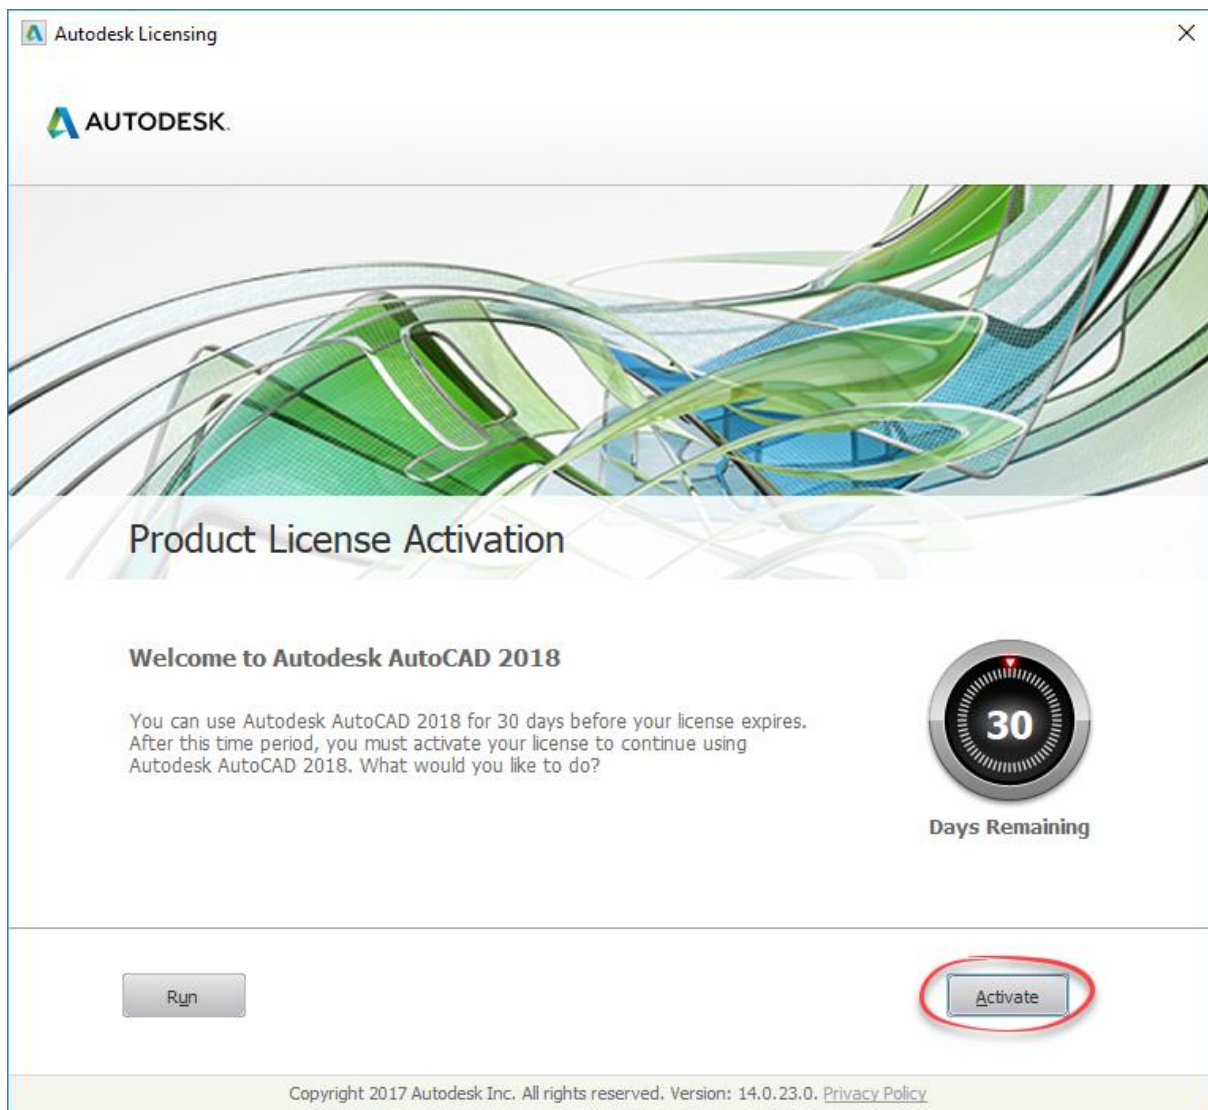 Autodesk Licensing
AUTODESK.
Product License Activation
Welcome to Autodesk AutoCAD 2018
You can use Autodesk AutoCAD 2018 for 30 days before your license expires.
After this time period, you must activate your license to continue using
Autodesk AutoCAD 2018. What would you like to do?
30
Days Remaining
Run
Activate
Copyright 2017 Autodesk Inc. All rights reserved. Version: 14.0.23.0. Privacy Policy